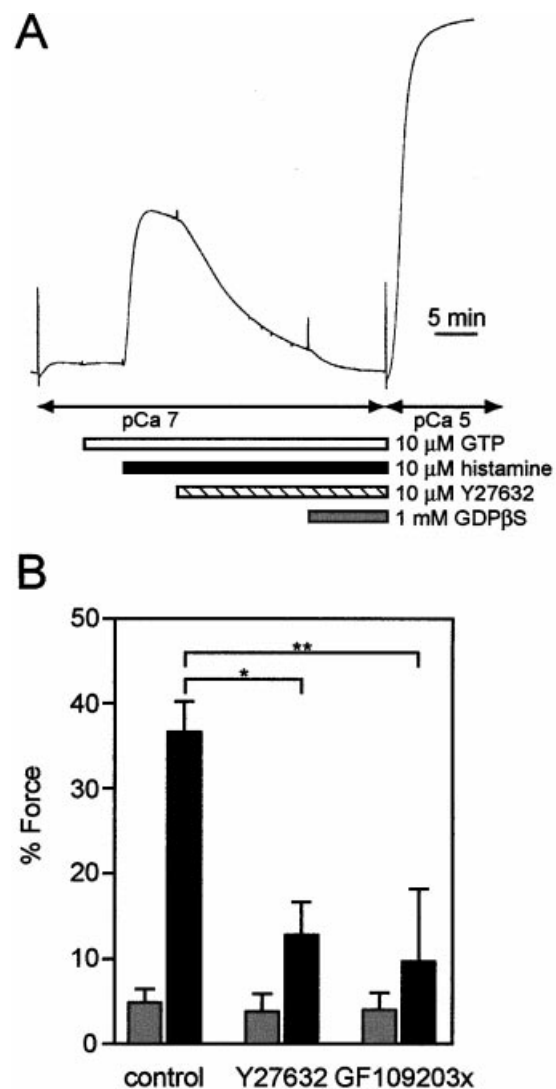 A
5 min
pCa 7
pCa 5
10 μM GTP
10 μM histamine
10 μM Y27632
1 mM GDPβS
B
**
*
50
40
30
20
10
0
% Force
control Y27632 GF109203x